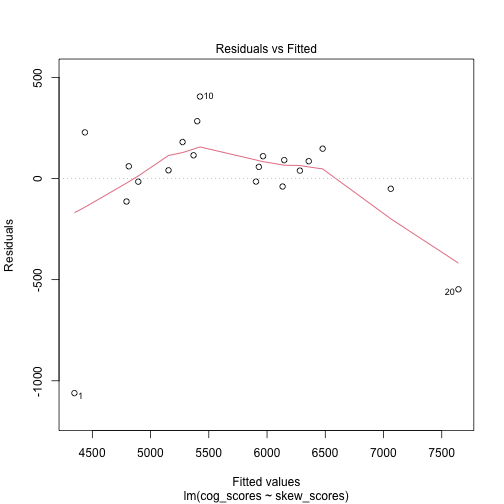 Residuals vs Fitted
500
0
-500
-1000
Residuals
10
20
1
4500 5000 5500 6000 6500 7000 7500
Fitted values
lm(cog_scores ~ skew_scores)